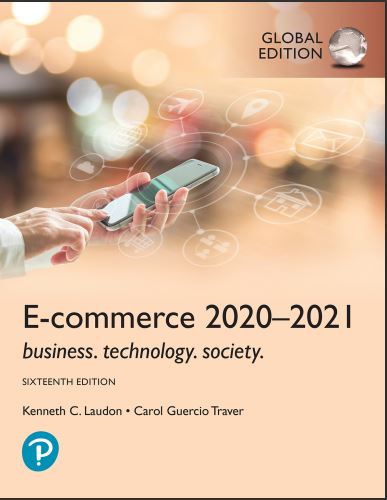 GLOBAL
EDITION
E-commerce 2020–2021
business. technology. society.
SIXTEENTH EDITION
Kenneth C. Laudon • Carol Guercio Traver
P